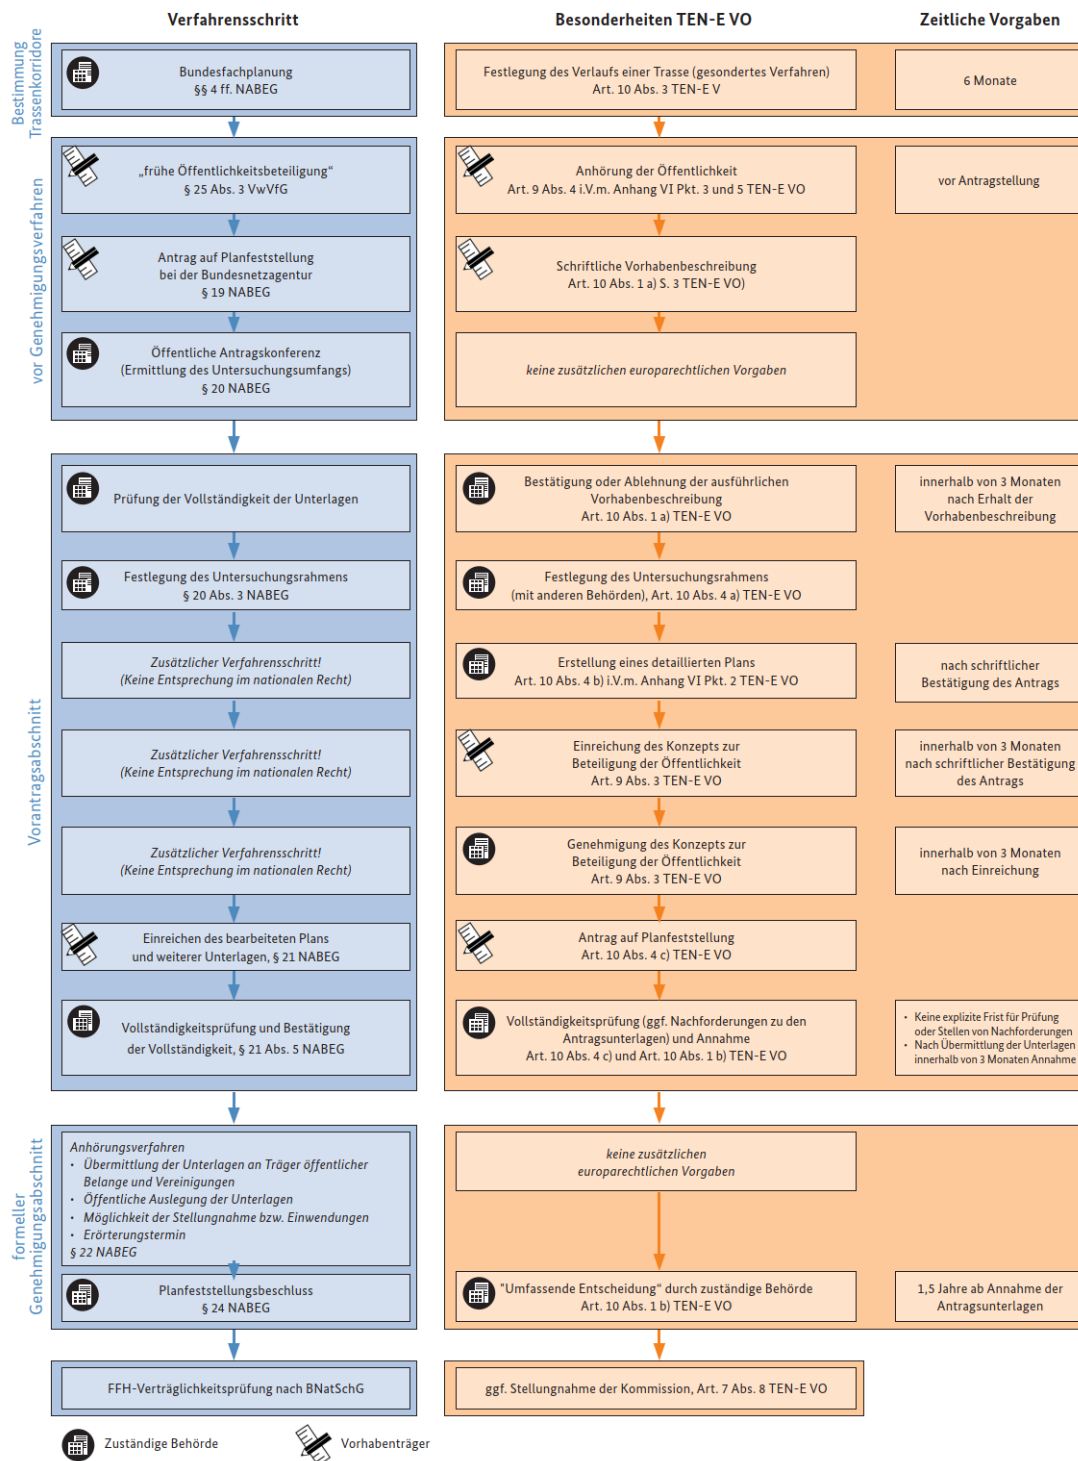 Verfahrensschritt
Besonderheiten TEN-E VO
Zeitliche Vorgaben
Bestimmung
Trassenkorridore
Bundesfachplanung
§§ 4 ff. NABEG
Festlegung des Verlaufs einer Trasse (gesondertes Verfahren)
Art. 10 Abs. 3 TEN-E V
6 Monate
vor Genehmigungsverfahren
„frühe Öffentlichkeitsbeteiligung“
§ 25 Abs. 3 VwVfG
Anhörung der Öffentlichkeit
Art. 9 Abs. 4 i.V.m. Anhang VI Pkt. 3 und 5 TEN-E VO
vor Antragstellung
Antrag auf Planfeststellung
bei der Bundesnetzagentur
§ 19 NABEG
Schriftliche Vorhabenbeschreibung
Art. 10 Abs. 1 a) S. 3 TEN-E VO)
Öffentliche Antragskonferenz
(Ermittlung des Untersuchungsumfangs)
§ 20 NABEG
keine zusätzlichen europarechtlichen Vorgaben
Vorantragsabschnitt
Prüfung der Vollständigkeit der Unterlagen
Bestätigung oder Ablehnung der ausführlichen
Vorhabenbeschreibung
Art. 10 Abs. 1 a) TEN-E VO
innerhalb von 3 Monaten
nach Erhalt der
Vorhabenbeschreibung
Festlegung des Untersuchungsrahmens
§ 20 Abs. 3 NABEG
Festlegung des Untersuchungsrahmens
(mit anderen Behörden), Art. 10 Abs. 4 a) TEN-E VO
Zusätzlicher Verfahrensschritt!
(Keine Entsprechung im nationalen Recht)
Erstellung eines detaillierten Plans
Art. 10 Abs. 4 b) i.V.m. Anhang VI Pkt. 2 TEN-E VO
nach schriftlicher
Bestätigung des Antrags
Zusätzlicher Verfahrensschritt!
(Keine Entsprechung im nationalen Recht)
Einreichung des Konzepts zur
Beteiligung der Öffentlichkeit
Art. 9 Abs. 3 TEN-E VO
innerhalb von 3 Monaten
nach schriftlicher Bestätigung
des Antrags
Zusätzlicher Verfahrensschritt!
(Keine Entsprechung im nationalen Recht)
Genehmigung des Konzepts zur
Beteiligung der Öffentlichkeit
Art. 9 Abs. 3 TEN-E VO
innerhalb von 3 Monaten
nach Einreichung
Einreichen des bearbeiteten Plans
und weiterer Unterlagen, § 21 NABEG
Antrag auf Planfeststellung
Art. 10 Abs. 4 c) TEN-E VO
Vollständigkeitsprüfung und Bestätigung
der Vollständigkeit, § 21 Abs. 5 NABEG
Vollständigkeitsprüfung (ggf. Nachforderungen zu den
Antragsunterlagen) und Annahme
Art. 10 Abs. 4 c) und Art. 10 Abs. 1 b) TEN-E VO
• Keine explizite Frist für Prüfung
oder Stellen von Nachforderungen
• Nach Übermittlung der Unterlagen
innerhalb von 3 Monaten Annahme
formeller
Genehmigungsabschnitt
Anhörungsverfahren
• Übermittlung der Unterlagen an Träger öffentlicher
Belange und Vereinigungen
• Öffentliche Auslegung der Unterlagen
• Möglichkeit der Stellungnahme bzw. Einwendungen
• Erörterungstermin
§ 22 NABEG
keine zusätzlichen
europarechtlichen Vorgaben
Planfeststellungsbeschluss
§ 24 NABEG
"Umfassende Entscheidung“ durch zuständige Behörde
Art. 10 Abs. 1 b) TEN-E VO
1,5 Jahre ab Annahme der
Antragsunterlagen
FFH-Verträglichkeitsprüfung nach BNatSchG
ggf. Stellungnahme der Kommission, Art. 7 Abs. 8 TEN-E VO
Zuständige Behörde
Vorhabenträger